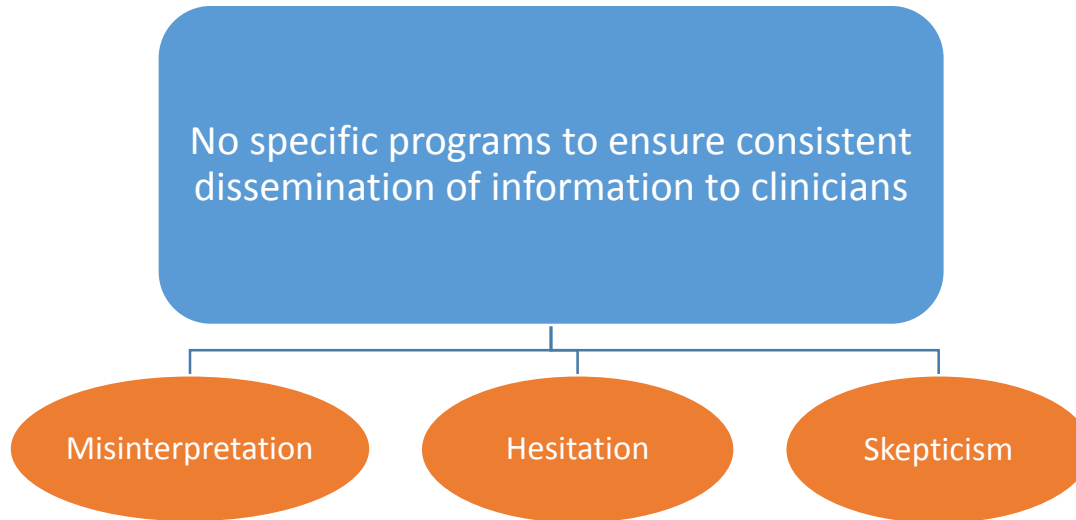 No specific programs to ensure consistent
dissemination of information to clinicians
Misinterpretation
Hesitation
Skepticism